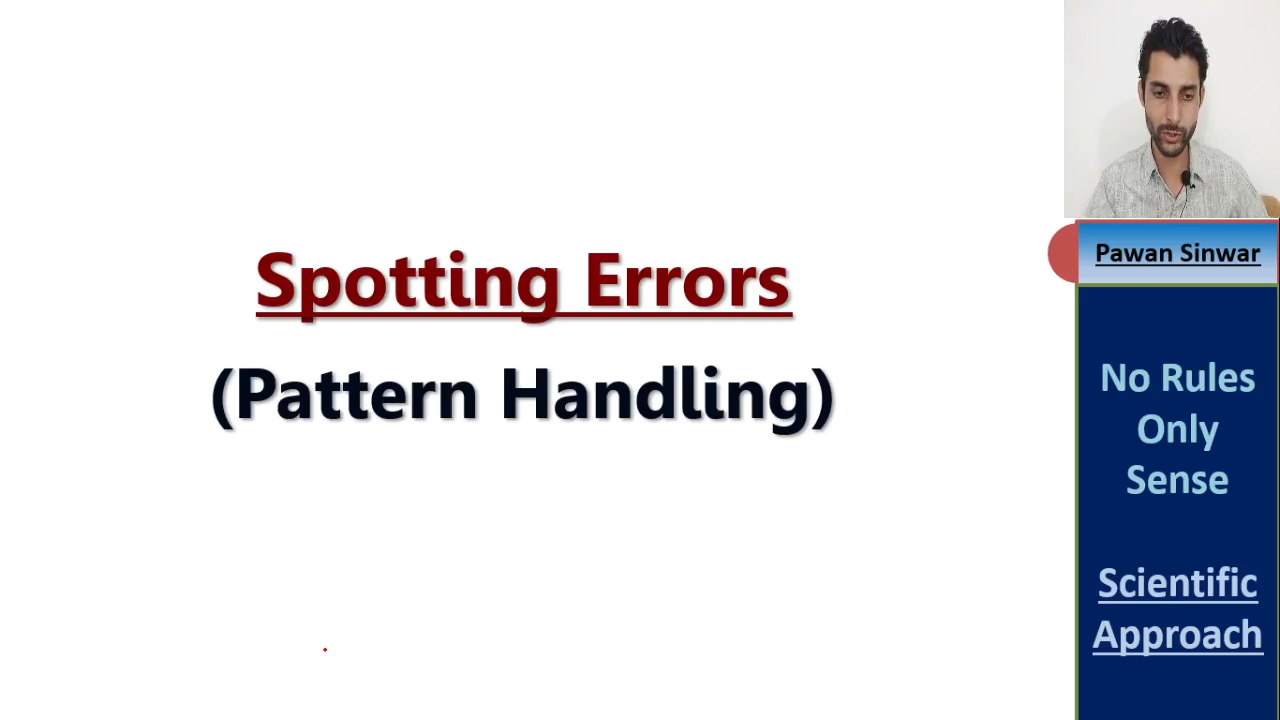 Spotting Errors
(Pattern Handling)
Pawan Sinwar
No Rules
Only
Sense
Scientific
Approach